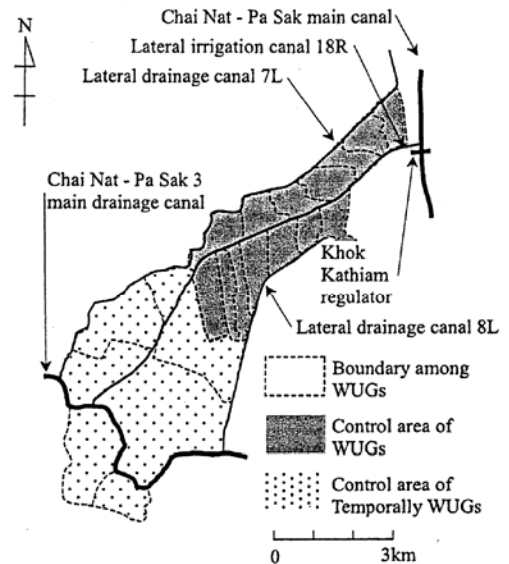 Chai Nat - Pa Sak main canal
N
Lateral irrigation canal 18R
Lateral drainage canal 7L
Chai Nat - Pa Sak 3
main drainage canal
Khok
Kathiam
regulator
Lateral drainage canal 8L
Boundary among
WUGs
Control area of
WUGs
Control area of
Temporally WUGs
0 3km